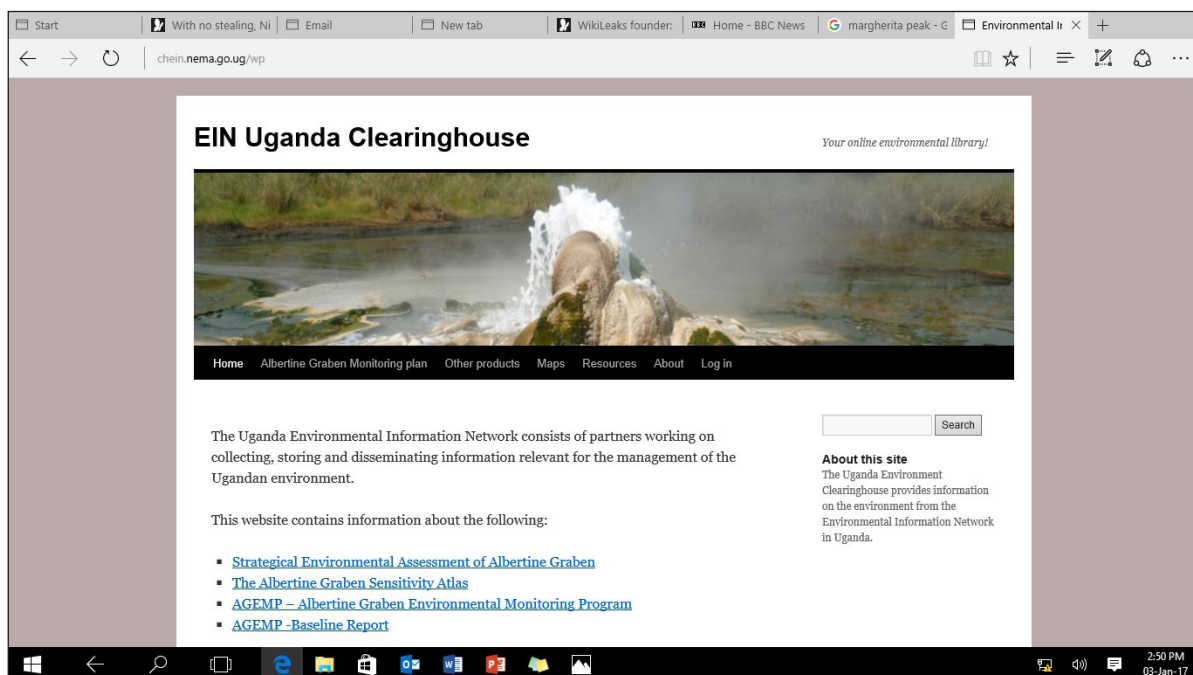 Start
With no stealing, Ni
Email
New tab
WikiLeaks founder:
BBC Home - BBC News
G margherita peak - G
Environmental Ir
chein.nema.go.ug/wp
EIN Uganda Clearinghouse
Your online environmental library!
Home Albertine Graben Monitoring plan Other products Maps Resources About Log in
The Uganda Environmental Information Network consists of partners working on
collecting, storing and disseminating information relevant for the management of the
Ugandan environment.
This website contains information about the following:
Strategical Environmental Assessment of Albertine Graben
The Albertine Graben Sensitivity Atlas
AGEMP – Albertine Graben Environmental Monitoring Program
AGEMP -Baseline Report
Search
About this site
The Uganda Environment
Clearinghouse provides information
on the environment from the
Environmental Information Network
in Uganda.
2:50 PM
03-Jan-17